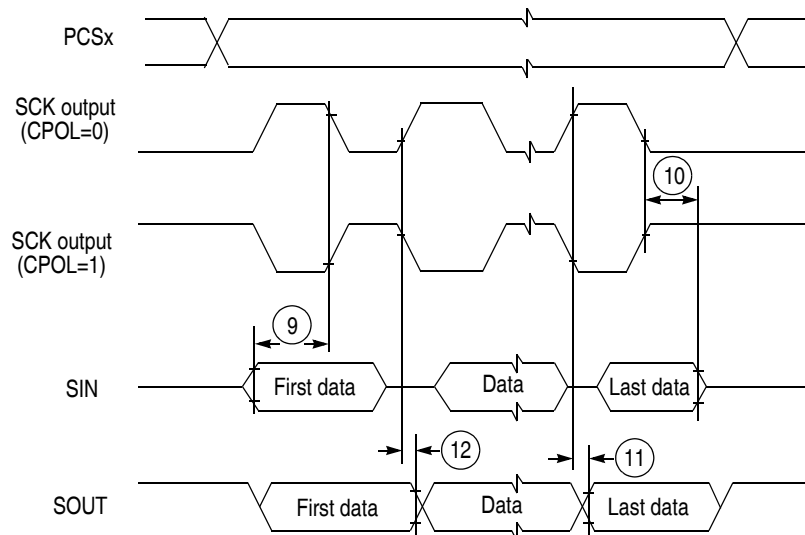 PCSx
SCK output
(CPOL=0)
10
SCK output
(CPOL=1)
9
SIN
First data
Data
Last data
12
11
SOUT
First data
Data
Last data